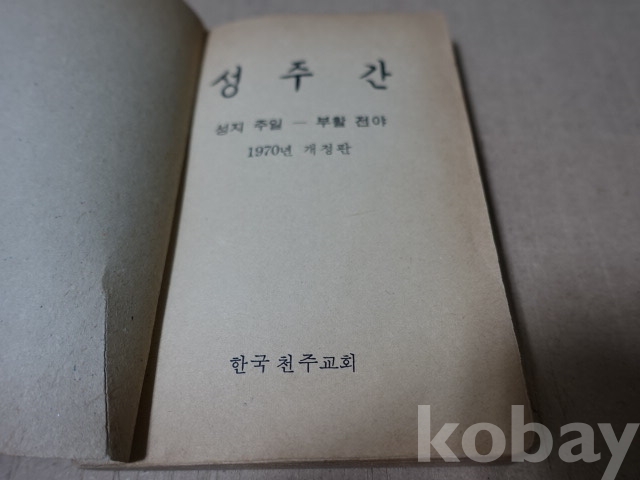 성 주 간
성지 주일 — 부활 전야
1970년 개정판
한국 천주교회
kobay